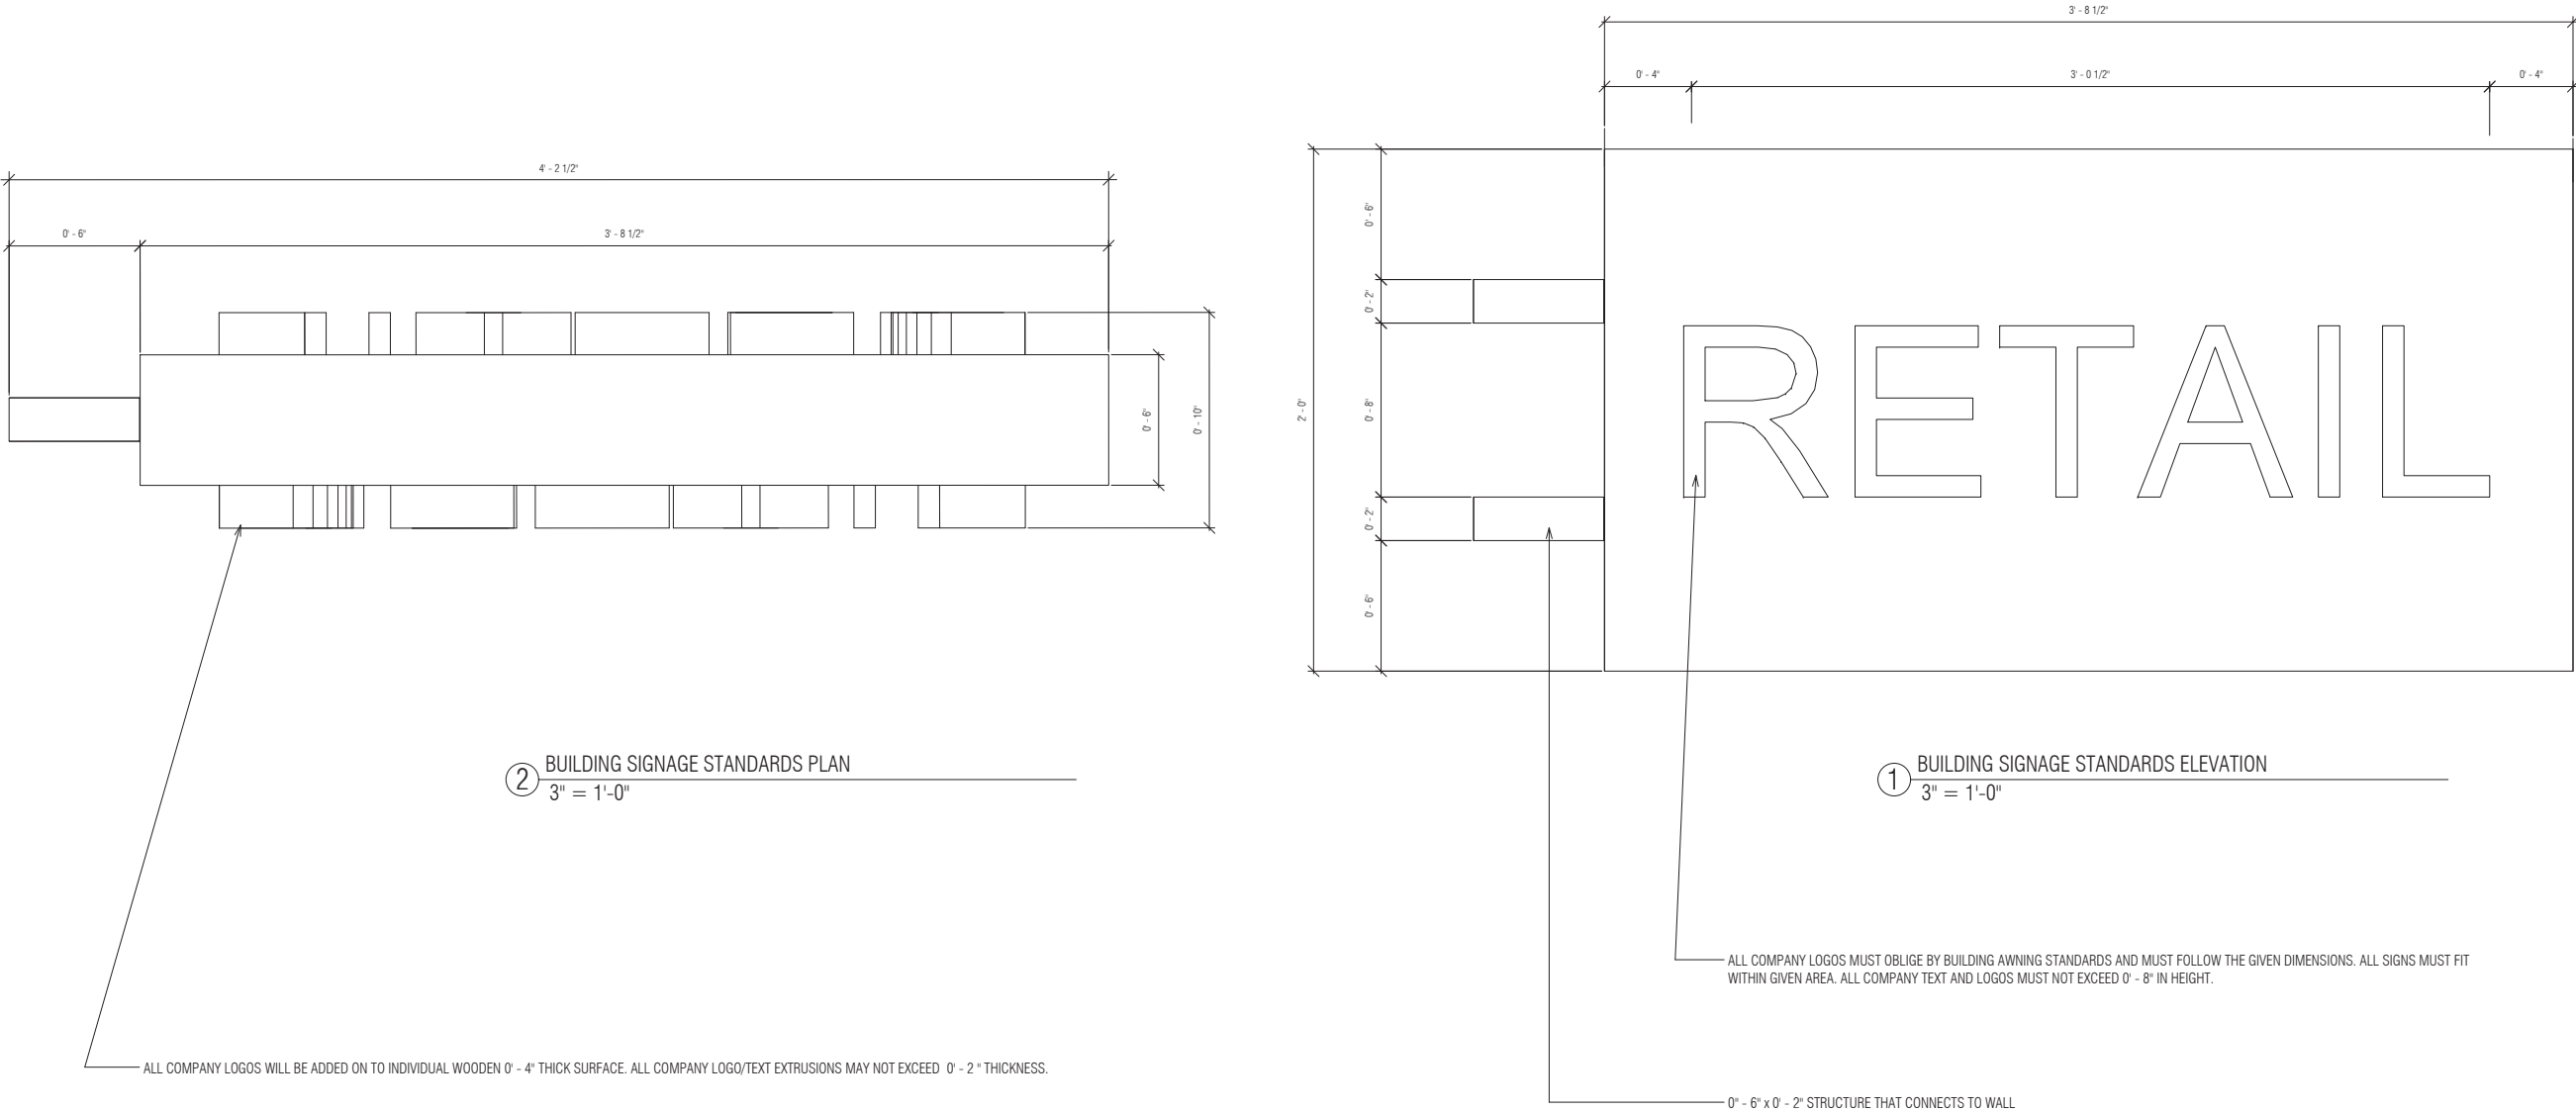 4' - 2 1/2"
0' - 6"
3' - 8 1/2"
0' - 6"
0' - 10"
2
BUILDING SIGNAGE STANDARDS PLAN
3" = 1'-0"
ALL COMPANY LOGOS WILL BE ADDED ON TO INDIVIDUAL WOODEN 0' - 4" THICK SURFACE. ALL COMPANY LOGO/TEXT EXTRUSIONS MAY NOT EXCEED 0' - 2 " THICKNESS.
3' - 8 1/2"
0' - 4"
3' - 0 1/2"
0' - 4"
2' - 0"
0' - 6"
0' - 2"
0' - 8"
0' - 2"
0' - 6"
RETAIL
1
BUILDING SIGNAGE STANDARDS ELEVATION
3" = 1'-0"
ALL COMPANY LOGOS MUST OBLIGE BY BUILDING AWNING STANDARDS AND MUST FOLLOW THE GIVEN DIMENSIONS. ALL SIGNS MUST FIT
WITHIN GIVEN AREA. ALL COMPANY TEXT AND LOGOS MUST NOT EXCEED 0' - 8" IN HEIGHT.
0" - 6" x 0' - 2" STRUCTURE THAT CONNECTS TO WALL